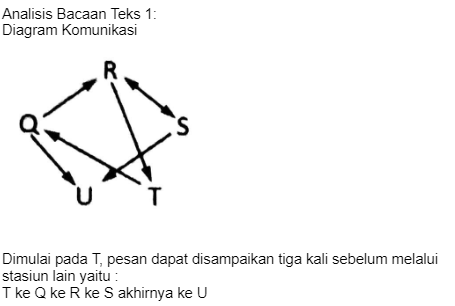 Analisis Bacaan Teks 1:
Diagram Komunikasi
R
Q
S
U
T
Dimulai pada T, pesan dapat disampaikan tiga kali sebelum melalui
stasiun lain yaitu :
T ke Q ke R ke S akhirnya ke U